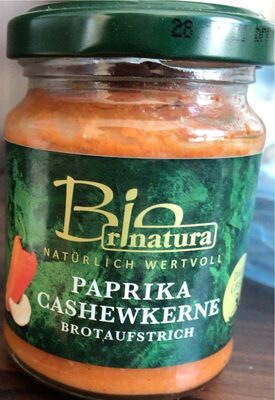 28
Bio
rinatura
NATÜRLICH WERTVOLL
PAPRIKA
CASHEWKERNE
BROTAUFSTRICH